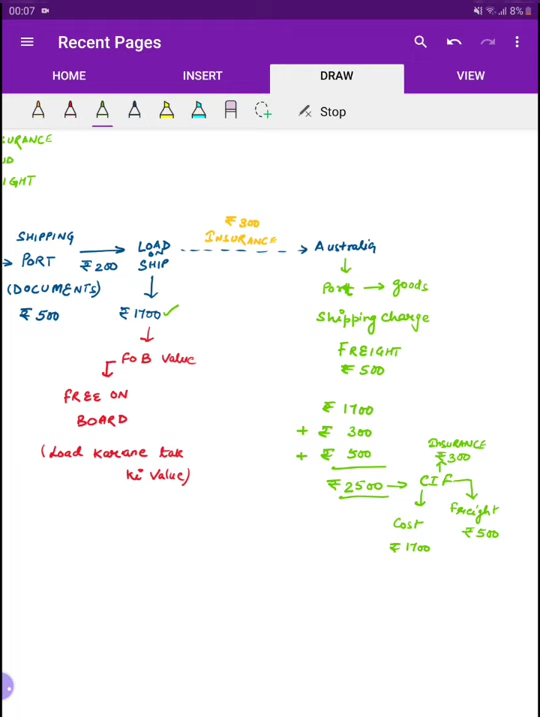 00:07
8%
Recent Pages
HOME
INSERT
DRAW
VIEW
Stop
SURANCE
ND
IGHT
SHIPPING
PORT
(DOCUMENTS)
₹ 500
₹ 200
LOAD
ON
SHIP
₹ 1700 ✓
FOB Value
FREE ON
BOARD
(Load Karane tak
ki Value)
₹ 300
INSURANCE
Australia
Port → goods
Shipping charge
FREIGHT
₹ 500
₹ 1700
+ ₹ 300
+ ₹ 500
₹ 2500 → CIF
INSURANCE
₹ 300
Cost
₹ 1700
Freight
₹ 500